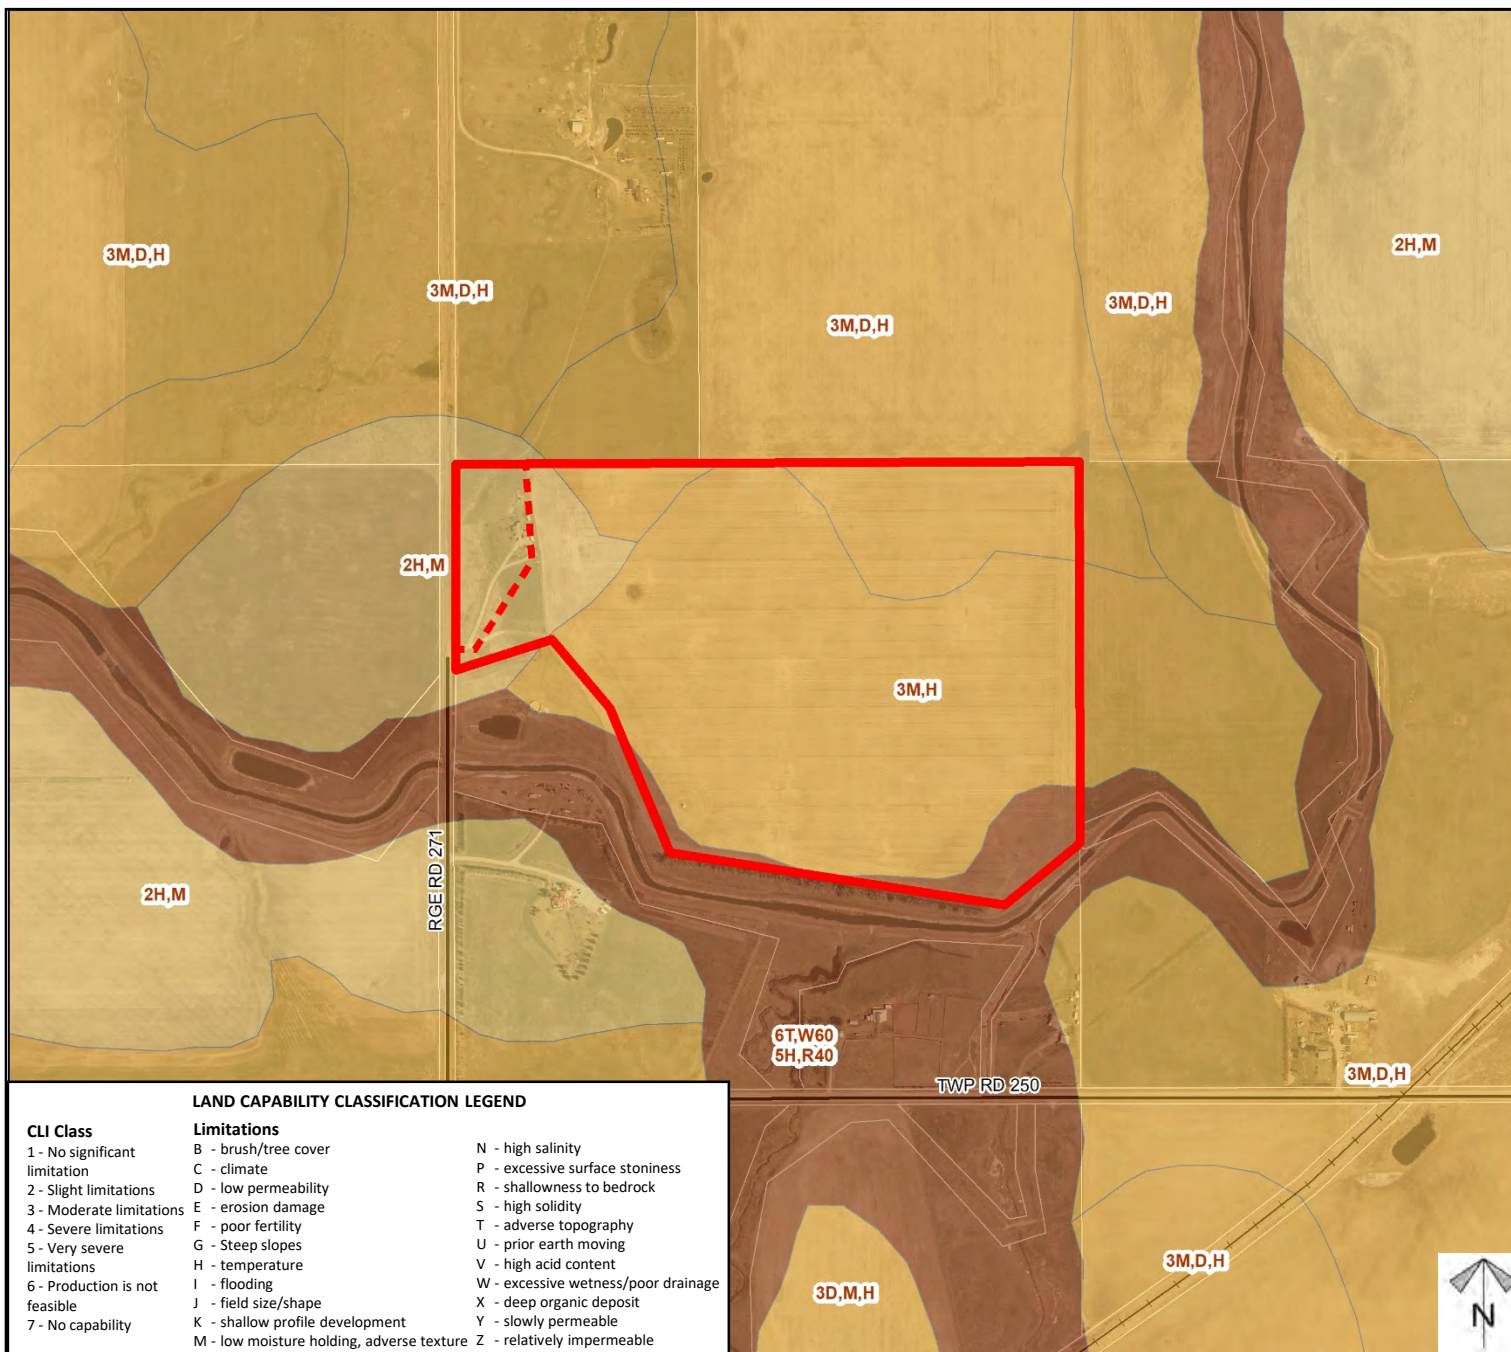 3M,D,H
3M,D,H
3M,D,H
3M,D,H
2H,M
2H,M
3M,H
RGE RD 271
2H,M
6T,W60
5H,R40
TWP RD 250
3M,D,H
3M,D,H
3D,M,H
N
LAND CAPABILITY CLASSIFICATION LEGEND
CLI Class
1 - No significant
limitation
2 - Slight limitations
3 - Moderate limitations
4 - Severe limitations
5 - Very severe
limitations
6 - Production is not
feasible
7 - No capability
Limitations
B - brush/tree cover
C - climate
D - low permeability
E - erosion damage
F - poor fertility
G - Steep slopes
H - temperature
I - flooding
J - field size/shape
K - shallow profile development
M - low moisture holding, adverse texture
N - high salinity
P - excessive surface stoniness
R - shallowness to bedrock
S - high solidity
T - adverse topography
U - prior earth moving
V - high acid content
W - excessive wetness/poor drainage
X - deep organic deposit
Y - slowly permeable
Z - relatively impermeable